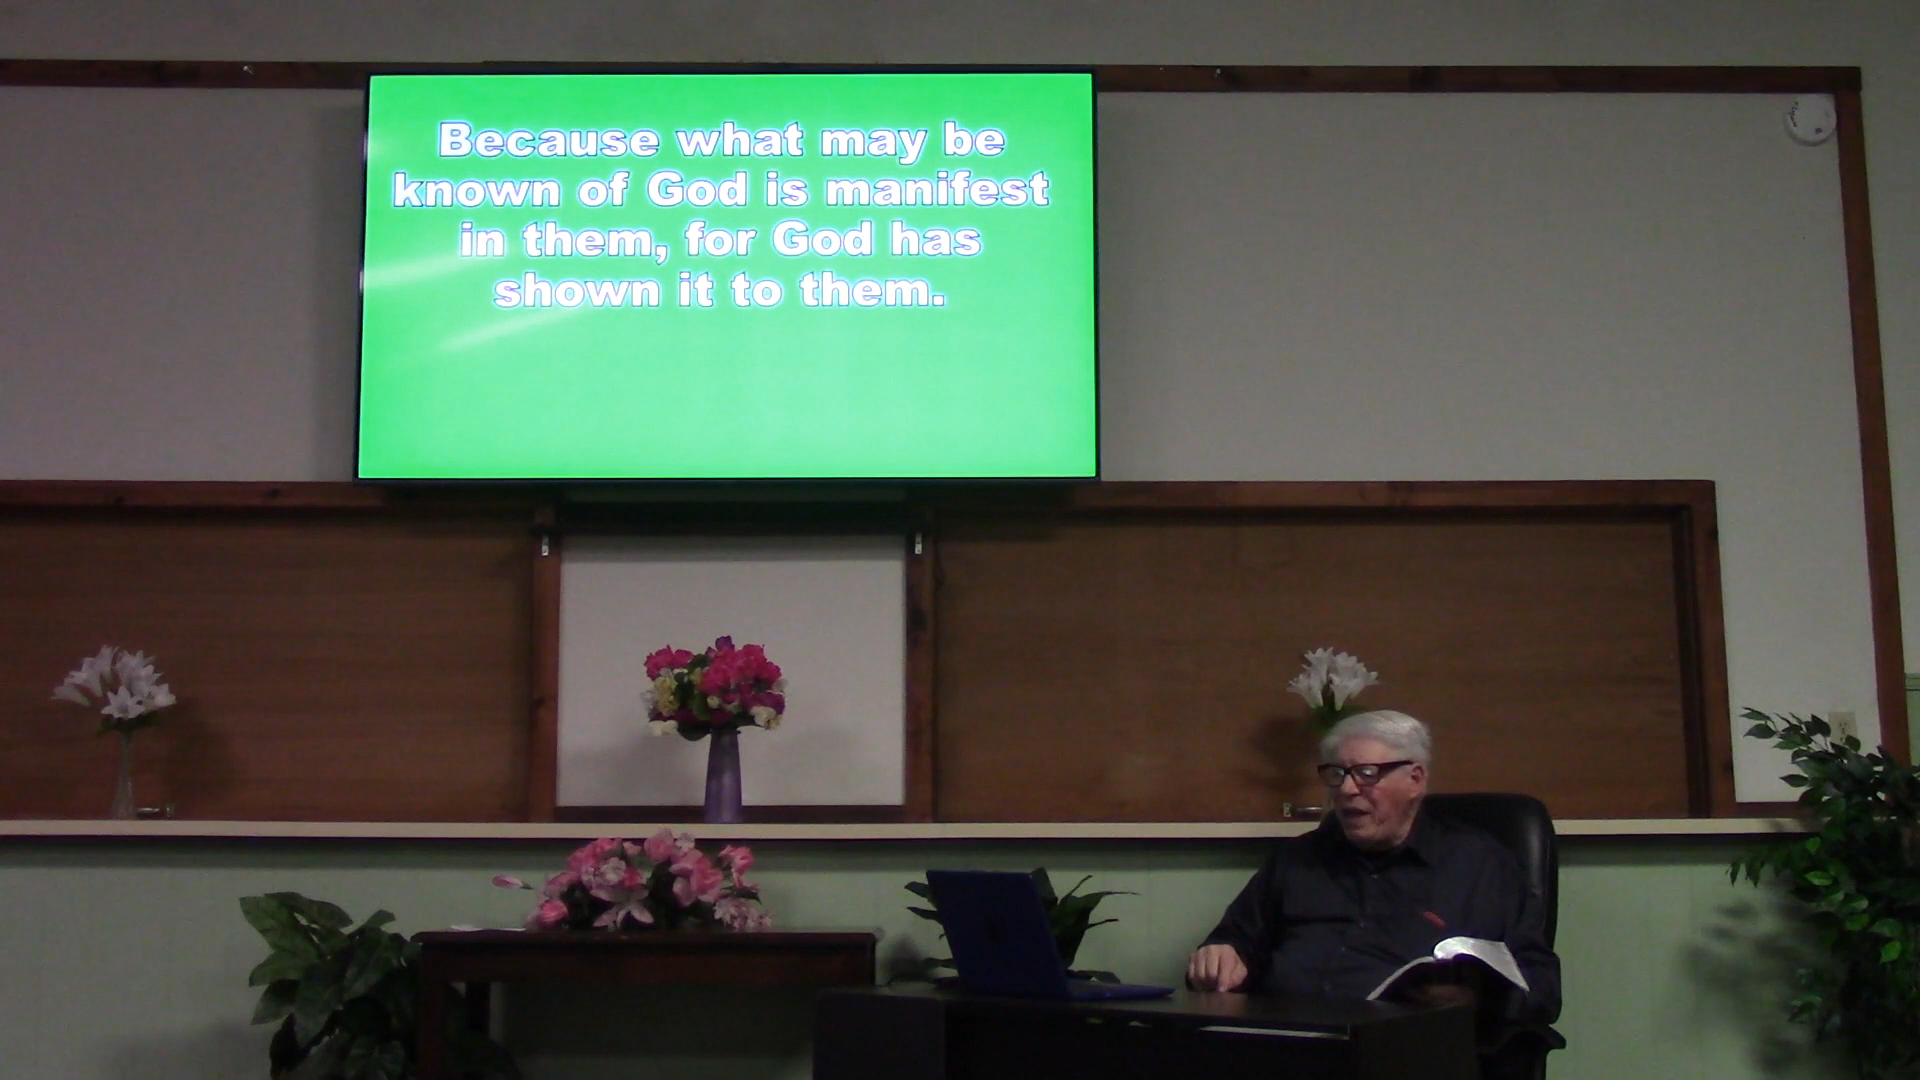 Because what may be
known of God is manifest
in them, for God has
shown it to them.